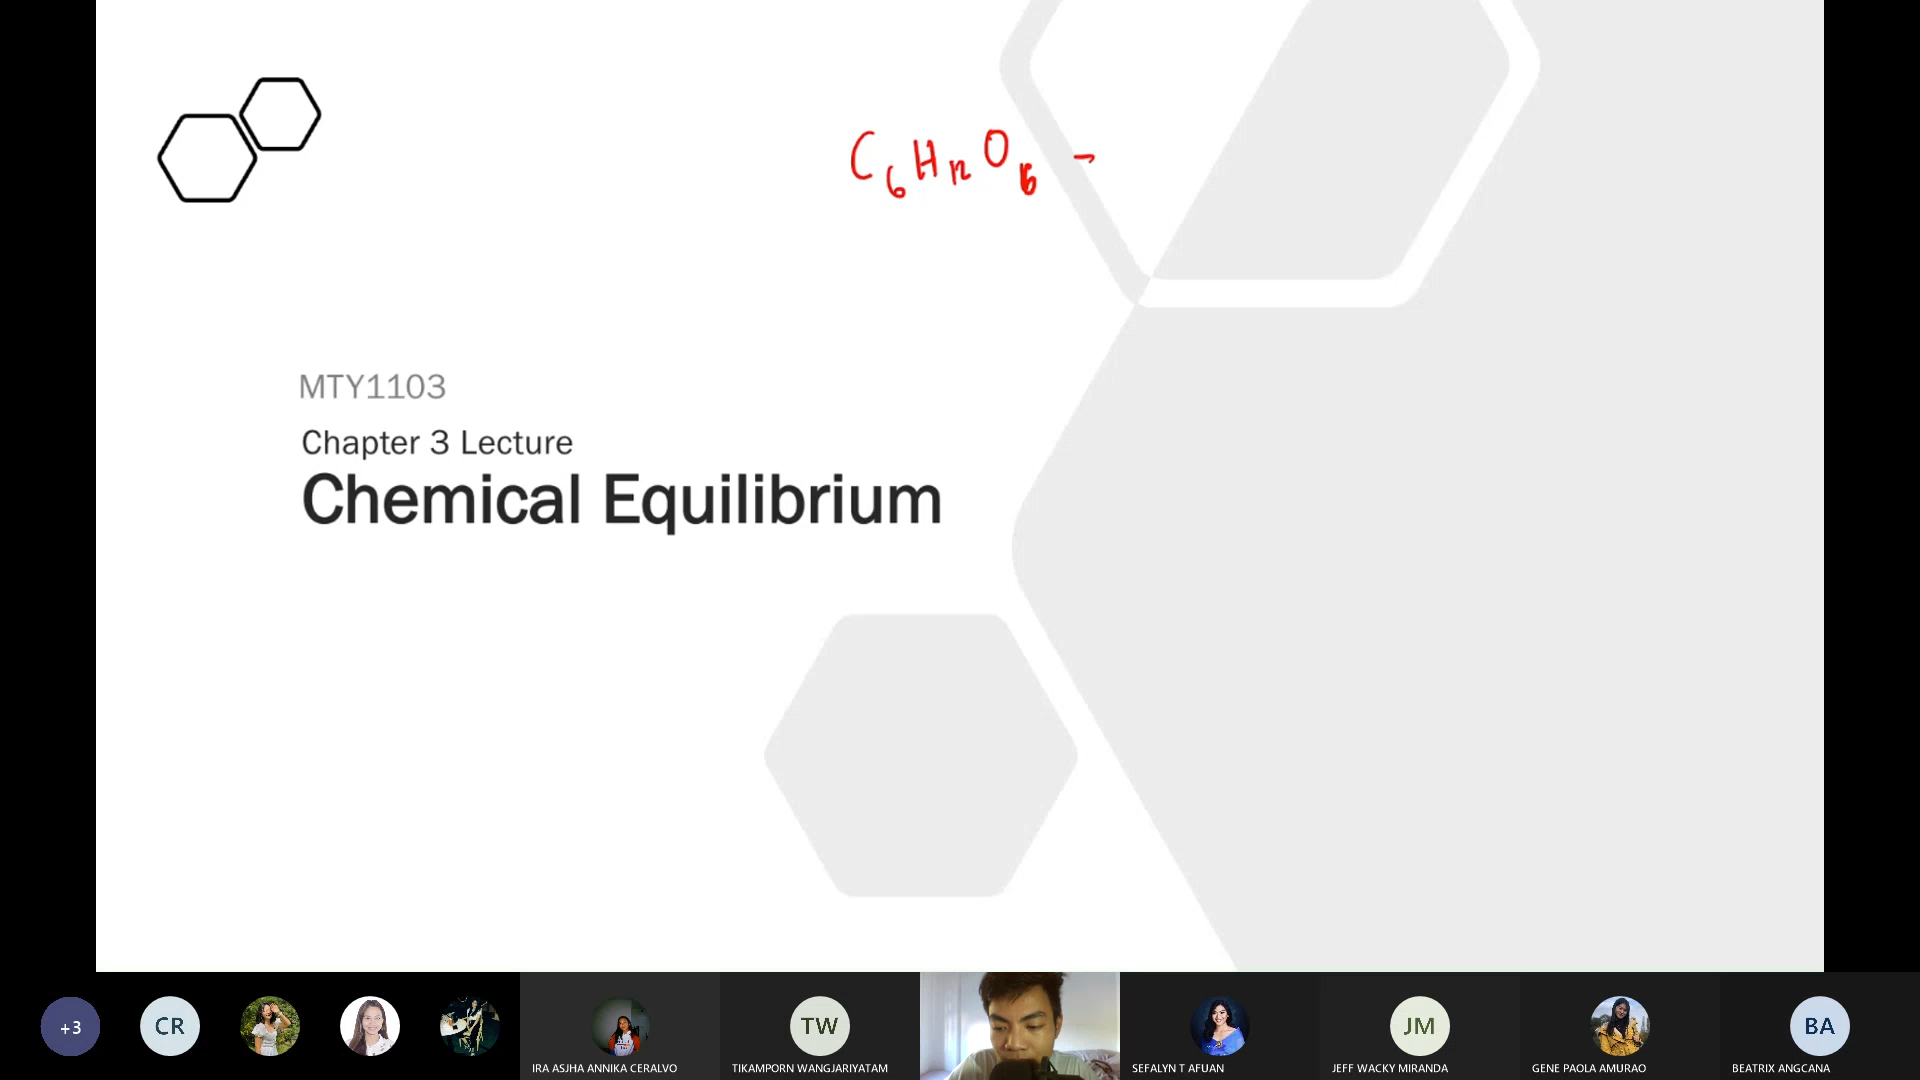 C6H12O6 -
MTY1103
Chapter 3 Lecture
Chemical Equilibrium
+3
CR
TW
JM
BA
IRA ASJHA ANNIKA CERALVO
TIKAMPORN WANGJARIYATAM
SEFALYN T AFUAN
JEFF WACKY MIRANDA
GENE PAOLA AMURAO
BEATRIX ANGCANA